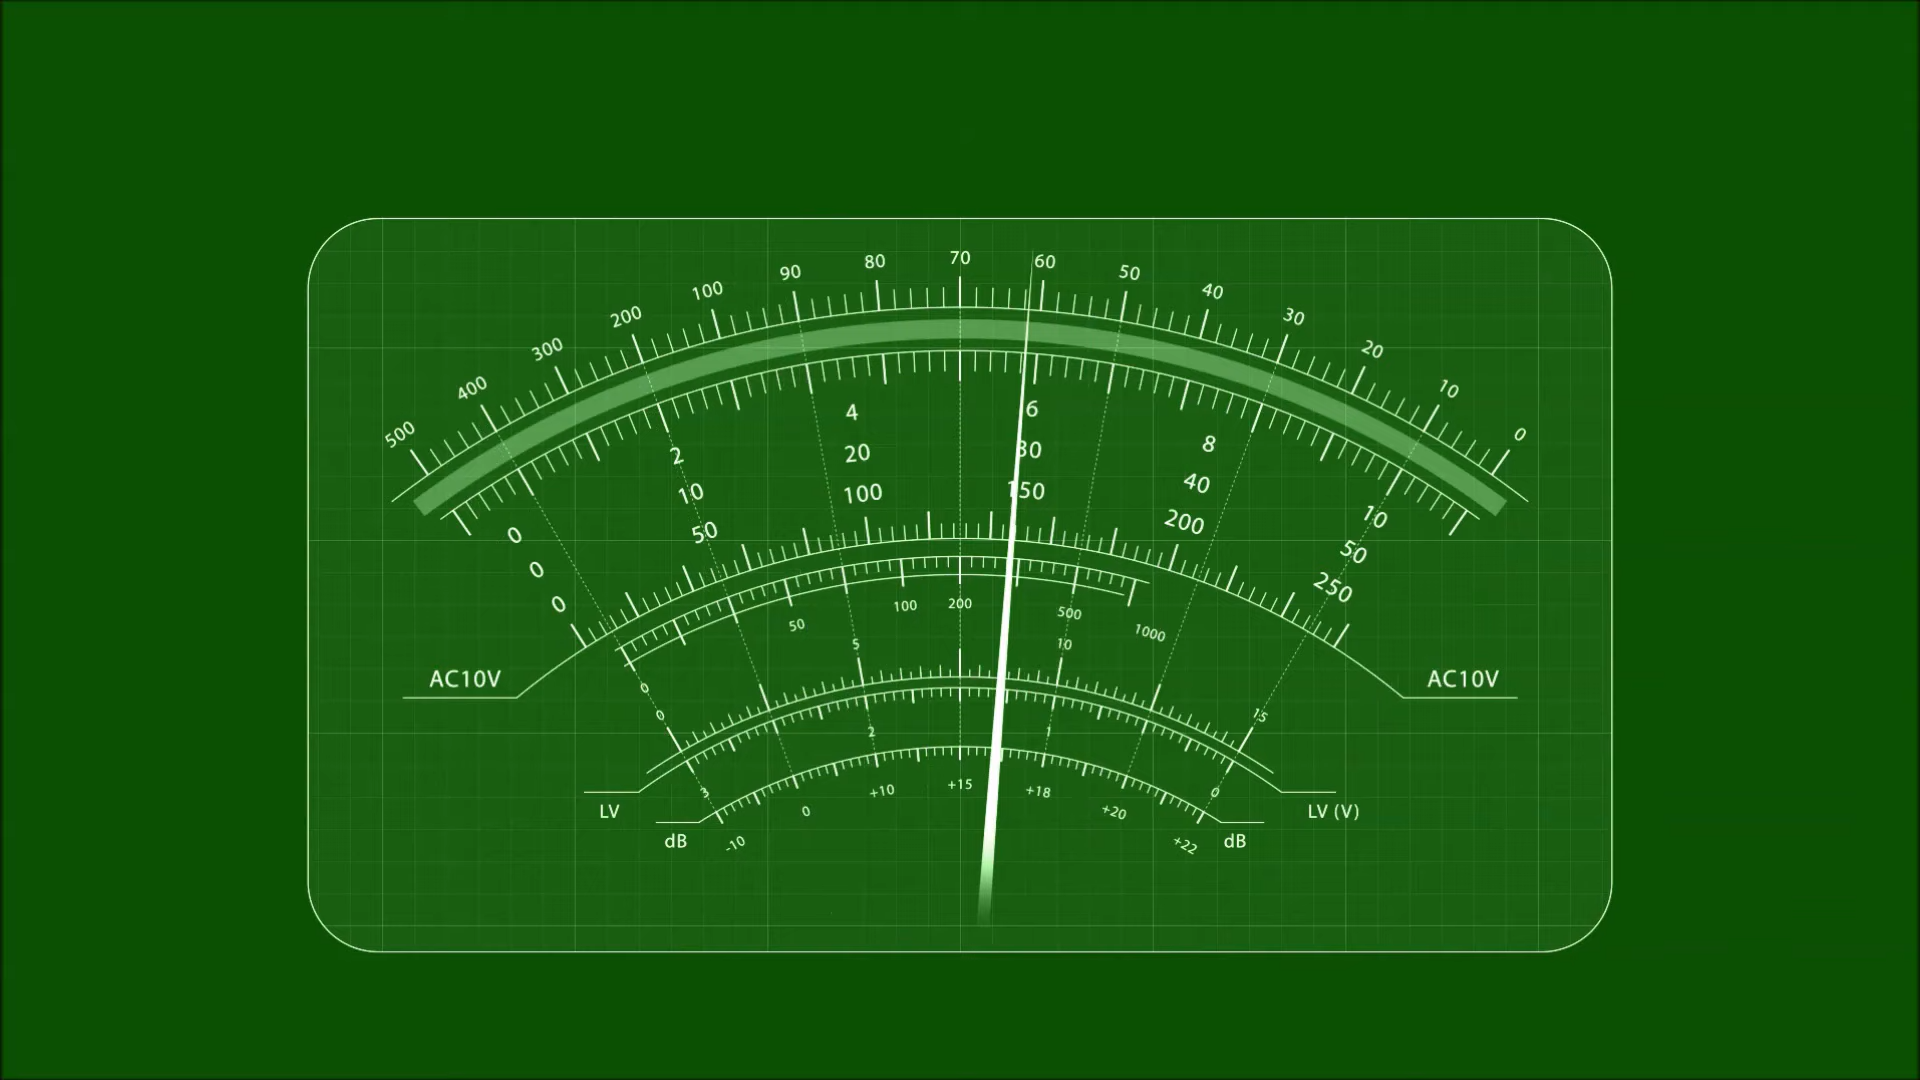 500 400 300 200 100 90 80 70 60 50 40 30 20 10 0
0 2 4 6 8 10
0 10 20 30 40 50
0 50 100 150 200 250
AC10V AC10V
0 50 100 200 500 1000
0 5 10 15
3 2 1 0
LV LV (V)
-10 0 +10 +15 +18 +20 +22
dB dB